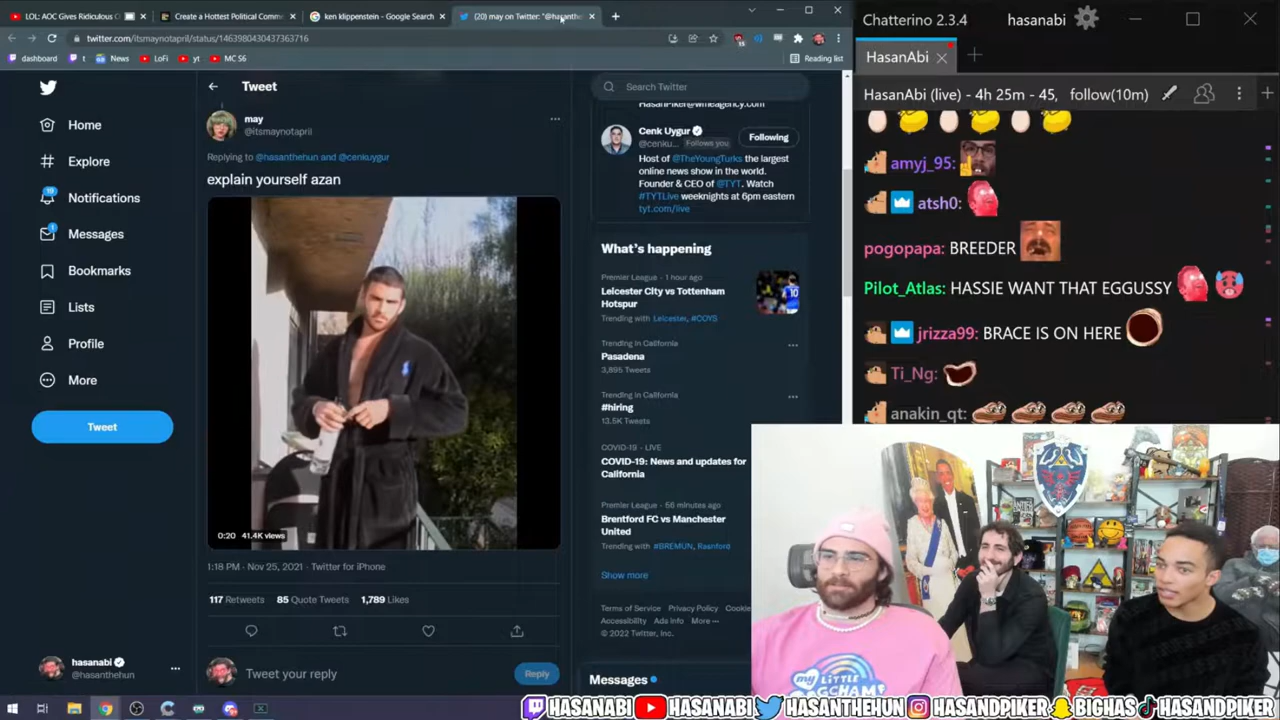 LOL: AOC Gives Ridiculous C
Create a Hottest Political Comme
ken klippenstein - Google Search
(20) may on Twitter: "@hasanthe
twitter.com/itsmaynotapril/status/1463980430437363716
dashboard
t
News
LoFi
yt
MC S6
Reading list
Home
Explore
Notifications
Messages
Bookmarks
Lists
Profile
More
Tweet
hasanabi
@hasanthehun
Tweet
may
@itsmaynotapril
Replying to @hasanthehun and @cenkuygur
explain yourself azan
0:20 41.4K views
1:18 PM · Nov 25, 2021 · Twitter for iPhone
117 Retweets 85 Quote Tweets 1,789 Likes
Tweet your reply
Reply
Search Twitter
HasanPiker@wmeagency.com
Cenk Uygur
@cenku... Follows you
Following
Host of @TheYoungTurks the largest
online news show in the world.
Founder & CEO of @TYT. Watch
#TYTLive weeknights at 6pm eastern
tyt.com/live
What's happening
Premier League · 1 hour ago
Leicester City vs Tottenham
Hotspur
Trending with Leicester, #COYS
Trending in California
Pasadena
3,895 Tweets
Trending in California
#hiring
13.5K Tweets
COVID-19 · LIVE
COVID-19: News and updates for
California
Premier League · 56 minutes ago
Brentford FC vs Manchester
United
Trending with #BREMUN, Rashford
Show more
Terms of Service Privacy Policy Cookie
Accessibility Ads info More ···
© 2022 Twitter, Inc.
Messages
Chatterino 2.3.4
hasanabi
HasanAbi
HasanAbi (live) - 4h 25m - 45, follow(10m)
amyj_95:
atsh0:
pogopapa: BREEDER
Pilot_Atlas: HASSIE WANT THAT EGGUSSY
jrizza99: BRACE IS ON HERE
Ti_Ng:
anakin_qt:
my LiTTLE
POGCHAMP
HASANABI HASANABI HASANTHEHUN HASANDPIKER BIGHAS HASANDPIKER